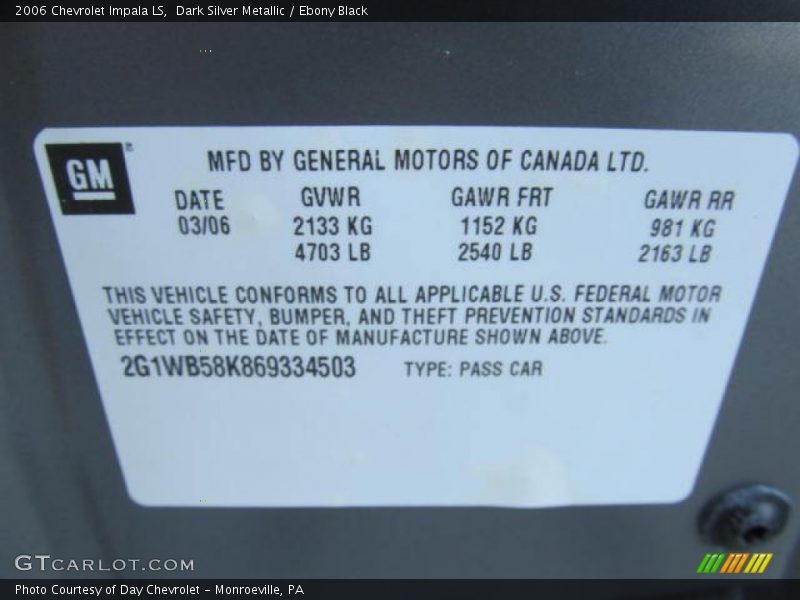 2006 Chevrolet Impala LS,  Dark Silver Metallic / Ebony Black
GM®
MFD BY GENERAL MOTORS OF CANADA LTD.
DATE GVWR GAWR FRT GAWR RR
03/06 2133 KG 1152 KG 981 KG
4703 LB 2540 LB 2163 LB
THIS VEHICLE CONFORMS TO ALL APPLICABLE U.S. FEDERAL MOTOR
VEHICLE SAFETY, BUMPER, AND THEFT PREVENTION STANDARDS IN
EFFECT ON THE DATE OF MANUFACTURE SHOWN ABOVE.
2G1WB58K869334503 TYPE: PASS CAR
GTCARLOT.COM
Photo Courtesy of Day Chevrolet - Monroeville, PA